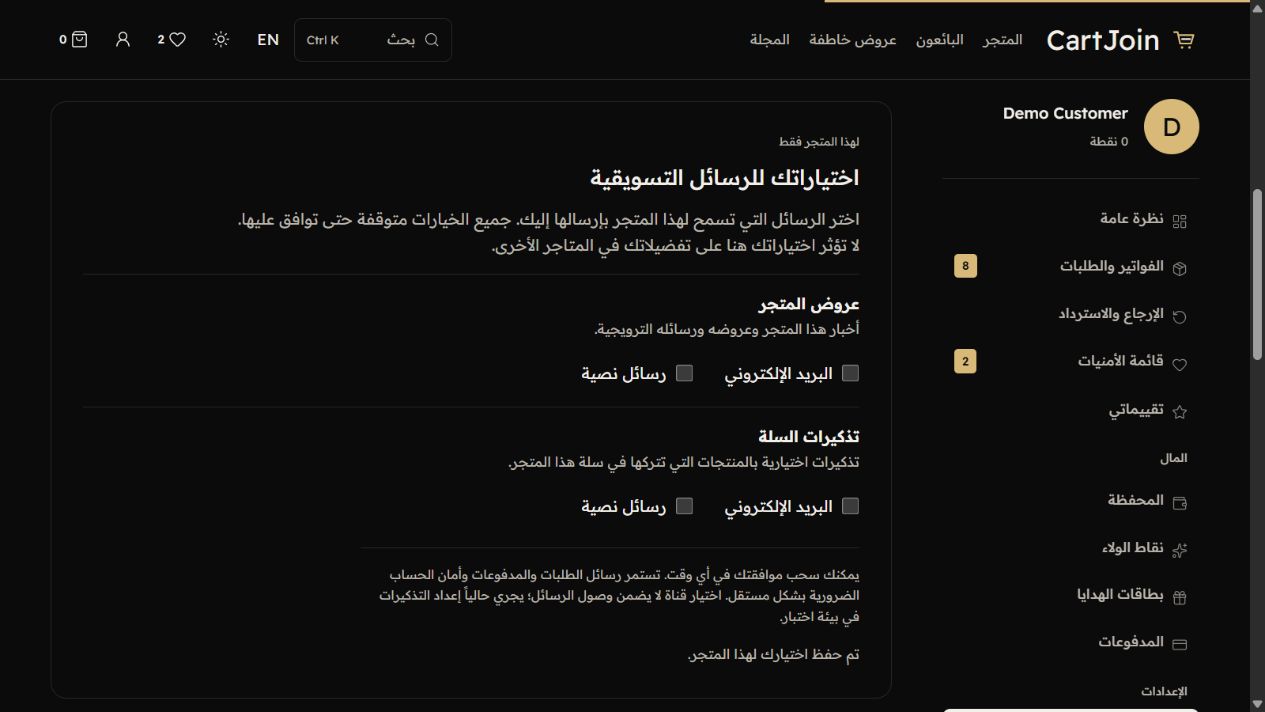 CartJoin
المتجر
البائعون
عروض خاطفة
المجلة
بحث
Ctrl K
EN
2
0
D
Demo Customer
0 نقطة
نظرة عامة
الفواتير والطلبات
8
الإرجاع والاسترداد
قائمة الأمنيات
2
تقييماتي
المال
المحفظة
نقاط الولاء
بطاقات الهدايا
المدفوعات
الإعدادات
لهذا المتجر فقط
اختياراتك للرسائل التسويقية
اختر الرسائل التي تسمح لهذا المتجر بإرسالها إليك. جميع الخيارات متوقفة حتى توافق عليها.
لا تؤثر اختياراتك هنا على تفضيلاتك في المتاجر الأخرى.
عروض المتجر
أخبار هذا المتجر وعروضه ورسائله الترويجية.
البريد الإلكتروني
رسائل نصية
تذكيرات السلة
تذكيرات اختيارية بالمنتجات التي تتركها في سلة هذا المتجر.
البريد الإلكتروني
رسائل نصية
يمكنك سحب موافقتك في أي وقت. تستمر رسائل الطلبات والمدفوعات وأمان الحساب
الضرورية بشكل مستقل. اختيار قناة لا يضمن وصول الرسائل؛ يجري حالياً إعداد التذكيرات
في بيئة اختبار.
تم حفظ اختيارك لهذا المتجر.